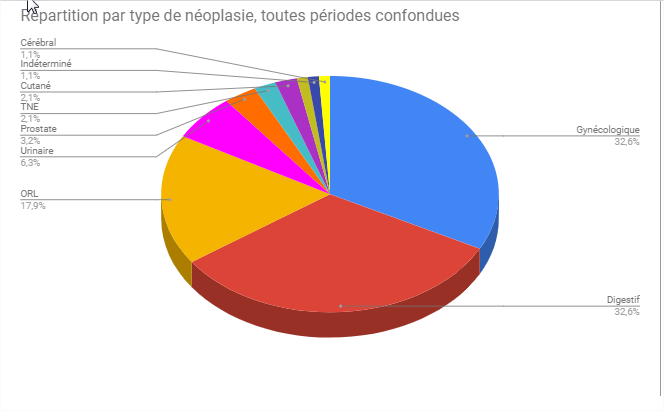 Répartition par type de néoplasie, toutes périodes confondues
Cérébral
1,1%
Indéterminé
1,1%
Cutané
2,1%
TNE
2,1%
Prostate
3,2%
Urinaire
6,3%
ORL
17,9%
Gynécologique
32,6%
Digestif
32,6%